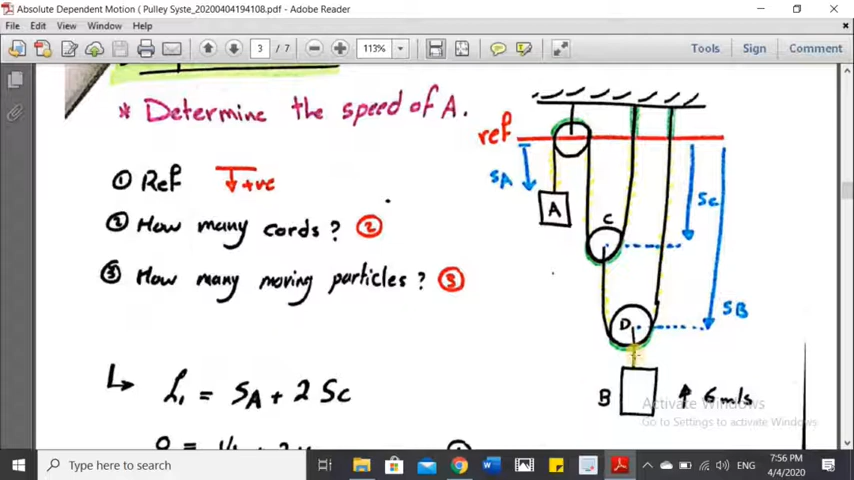 Absolute Dependent Motion ( Pulley Syste_20200404194108.pdf - Adobe Reader
File Edit View Window Help
3 / 7 113% Tools Sign Comment
* Determine the speed of A.
ref
SA
A
C
Sc
① Ref +ve
② How many cords ? ②
③ How many moving particles ? ③
D
SB
L₁ = SA + 2 Sc
B ↑ 6 m/s
Activate Windows
Go to Settings to activate Windows.
Type here to search
ENG
7:56 PM
4/4/2020